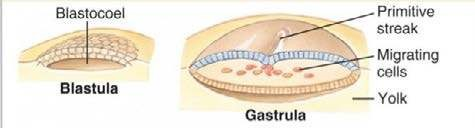 Blastocoel
Blastula
Primitive
streak
Migrating
cells
Yolk
Gastrula